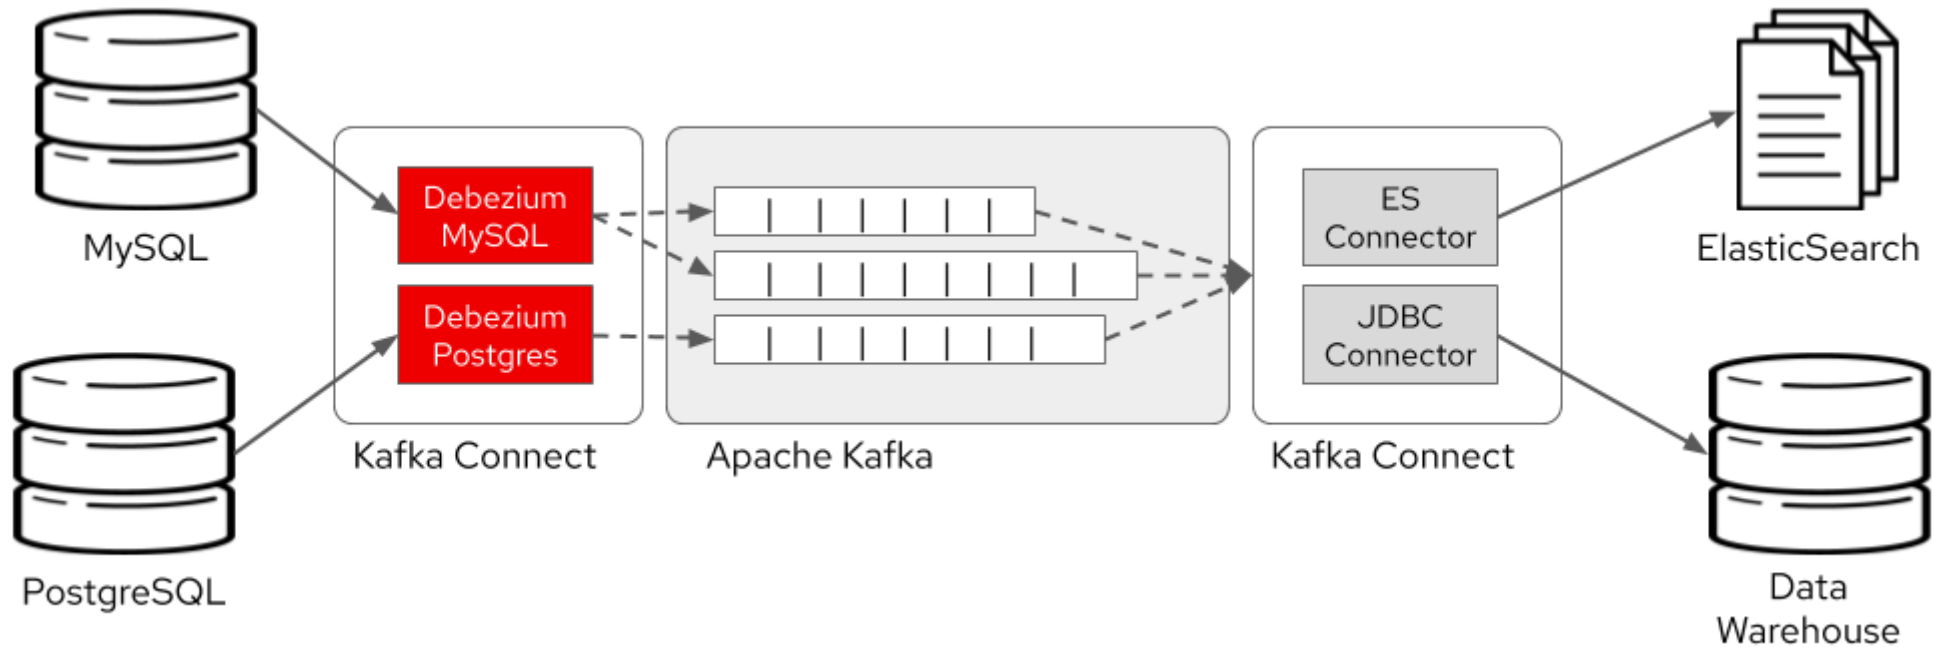 MySQL
PostgreSQL
Debezium
MySQL
Debezium
Postgres
Kafka Connect
Apache Kafka
ES
Connector
JDBC
Connector
Kafka Connect
ElasticSearch
Data
Warehouse